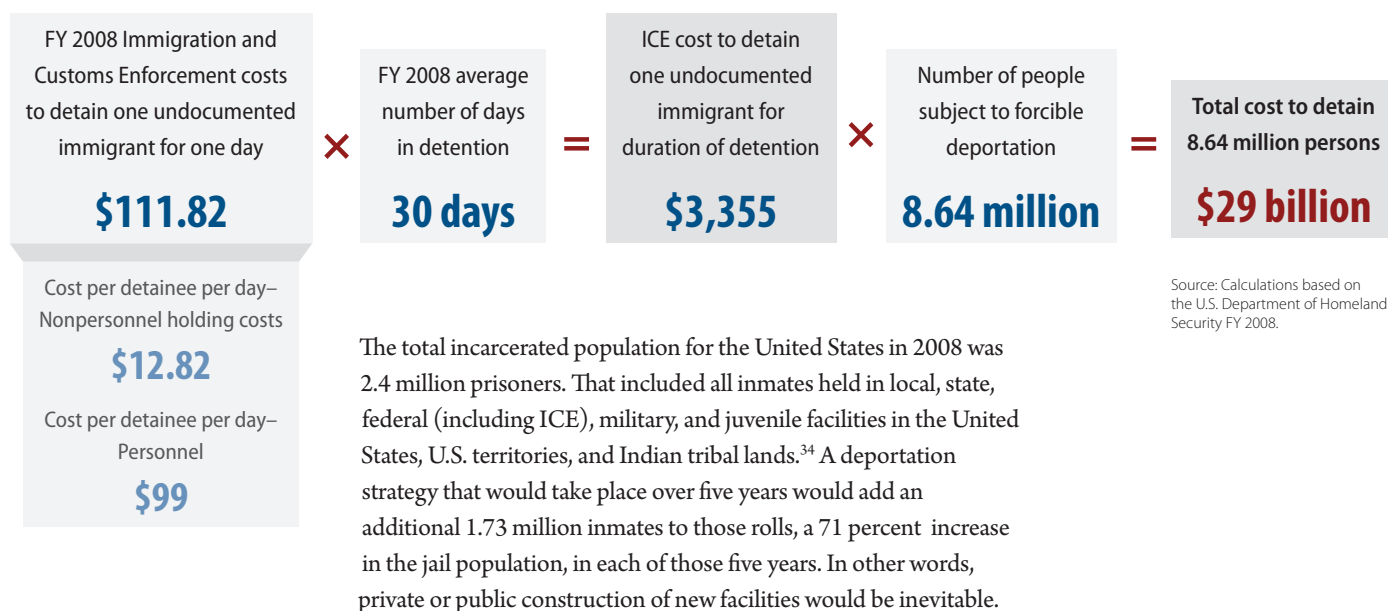 FY 2008 Immigration and
Customs Enforcement costs
to detain one undocumented
immigrant for one day
$111.82
×
FY 2008 average
number of days
in detention
30 days
=
ICE cost to detain
one undocumented
immigrant for
duration of detention
$3,355
×
Number of people
subject to forcible
deportation
8.64 million
=
Total cost to detain
8.64 million persons
$29 billion
Cost per detainee per day–
Nonpersonnel holding costs
$12.82
Cost per detainee per day–
Personnel
$99
Source: Calculations based on
the U.S. Department of Homeland
Security FY 2008.
The total incarcerated population for the United States in 2008 was
2.4 million prisoners. That included all inmates held in local, state,
federal (including ICE), military, and juvenile facilities in the United
States, U.S. territories, and Indian tribal lands.34 A deportation
strategy that would take place over five years would add an
additional 1.73 million inmates to those rolls, a 71 percent increase
in the jail population, in each of those five years. In other words,
private or public construction of new facilities would be inevitable.